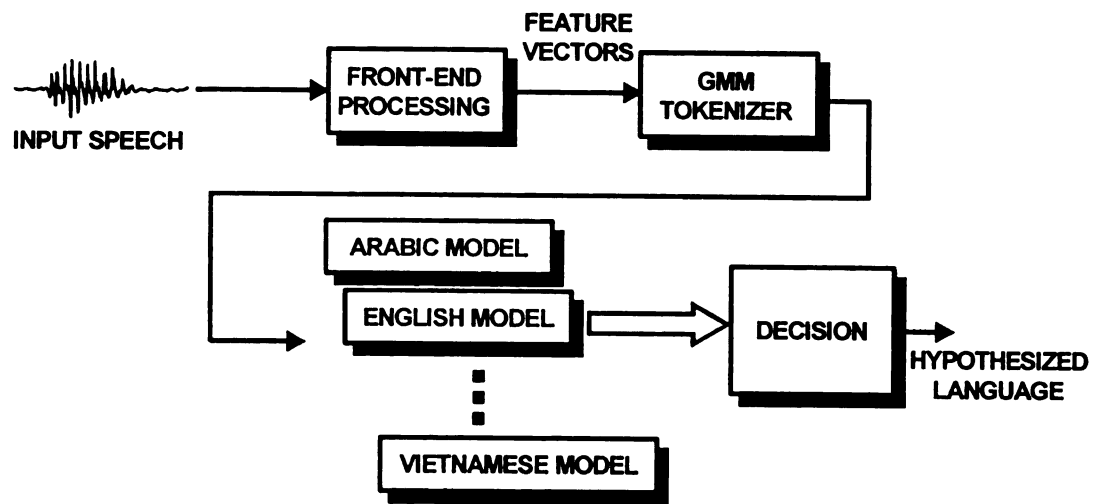 FEATURE
VECTORS
FRONT-END
PROCESSING
GMM
TOKENIZER
INPUT SPEECH
ARABIC MODEL
ENGLISH MODEL
DECISION
HYPOTHESIZED
LANGUAGE
VIETNAMESE MODEL